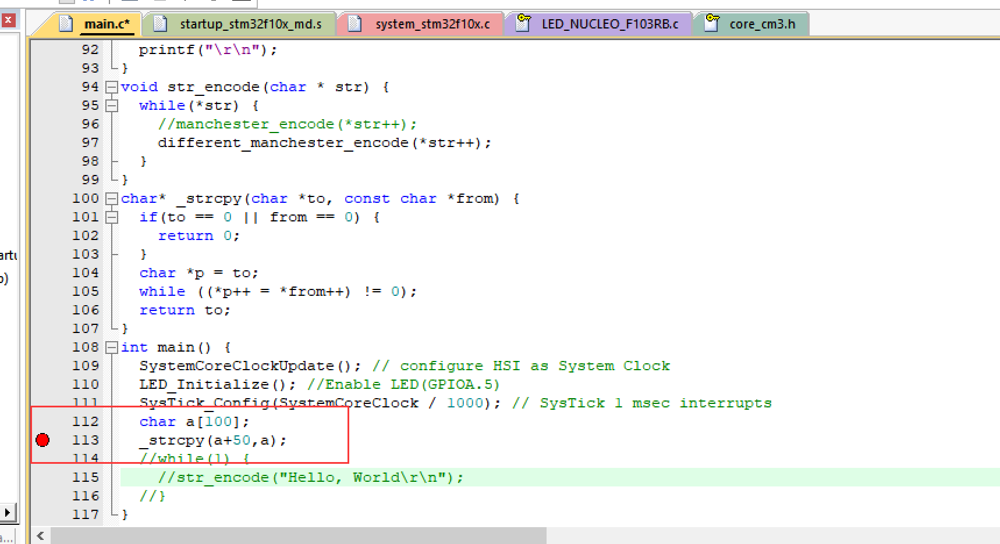 main.c*
startup_stm32f10x_md.s
system_stm32f10x.c
LED_NUCLEO_F103RB.c
core_cm3.h
92 printf("\r\n");
93 }
94 void str_encode(char * str) {
95 while(*str) {
96 //manchester_encode(*str++);
97 different_manchester_encode(*str++);
98 }
99 }
100 char* _strcpy(char *to, const char *from) {
101 if(to == 0 || from == 0) {
102 return 0;
103 }
104 char *p = to;
105 while ((*p++ = *from++) != 0);
106 return to;
107 }
108 int main() {
109 SystemCoreClockUpdate(); // configure HSI as System Clock
110 LED_Initialize(); //Enable LED(GPIOA.5)
111 SysTick_Config(SystemCoreClock / 1000); // SysTick 1 msec interrupts
112 char a[100];
113 _strcpy(a+50,a);
114 //while(1) {
115 //str_encode("Hello, World\r\n");
116 //}
117 }